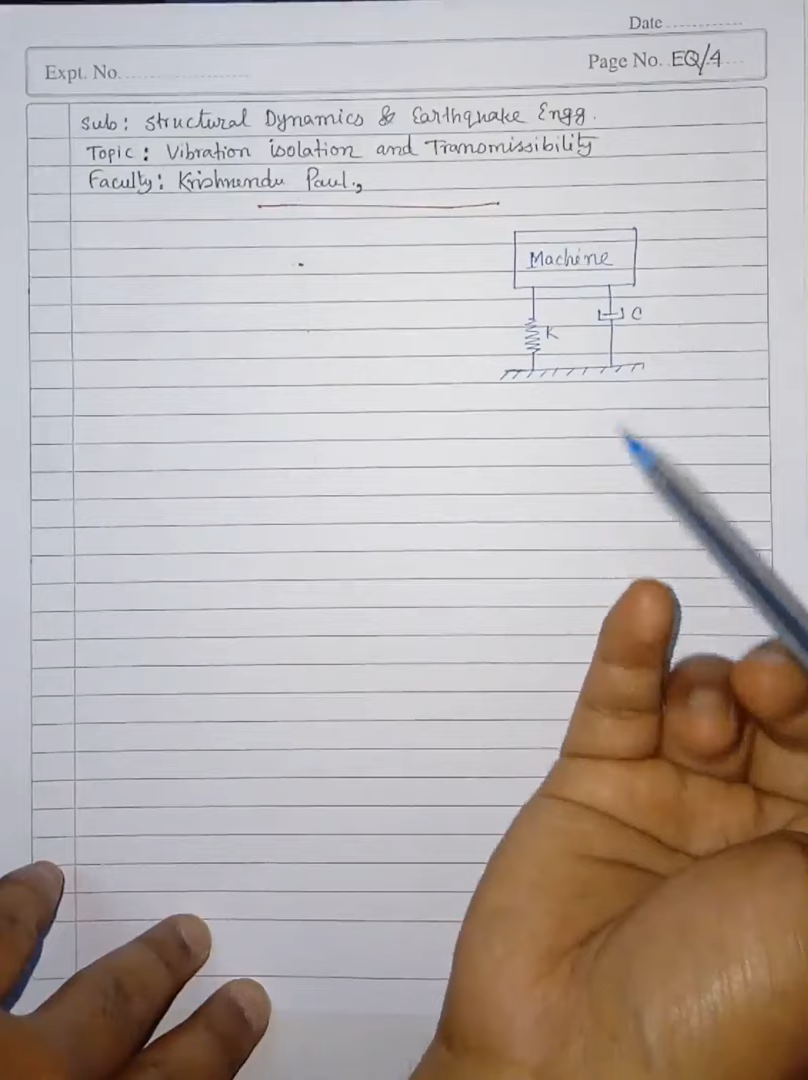 Date ............
Expt. No. ......................
Page No. EQ/4
Sub: Structural Dynamics & Earthquake Engg.
Topic: Vibration isolation and Transmissibility
Faculty: Krishnendu Paul.,
Machine
K
C